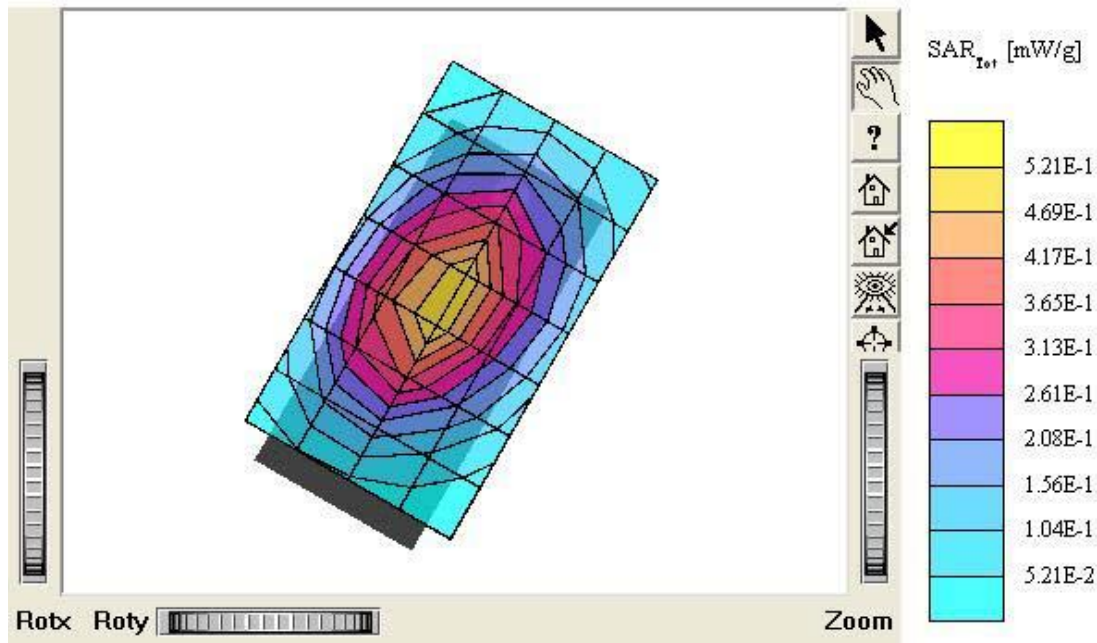 SAR_Tot [mW/g]
?
5.21E-1
4.69E-1
4.17E-1
3.65E-1
3.13E-1
2.61E-1
2.08E-1
1.56E-1
1.04E-1
5.21E-2
Rotx Roty Zoom